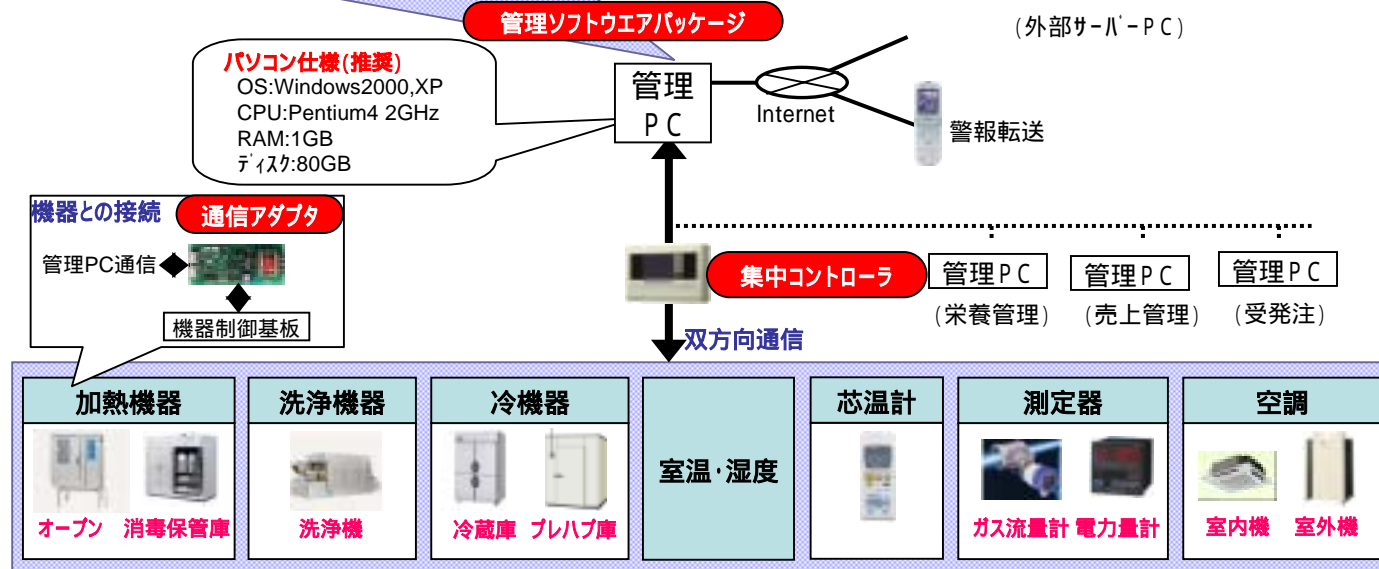 管理ソフトウエアパッケージ
(外部サーバーPC)
パソコン仕様(推奨)
OS:Windows2000,XP
CPU:Pentium4 2GHz
RAM:1GB
ディスク:80GB
管理
PC
Internet
警報転送
機器との接続
通信アダプタ
管理PC通信
機器制御基板
集中コントローラ
管理PC
管理PC
管理PC
(栄養管理)
(売上管理)
(受発注)
双方向通信
加熱機器
洗浄機器
冷機器
室温・湿度
芯温計
測定器
空調
オーブン
消毒保管庫
洗浄機
冷蔵庫
プレハブ庫
ガス流量計
電力量計
室内機
室外機